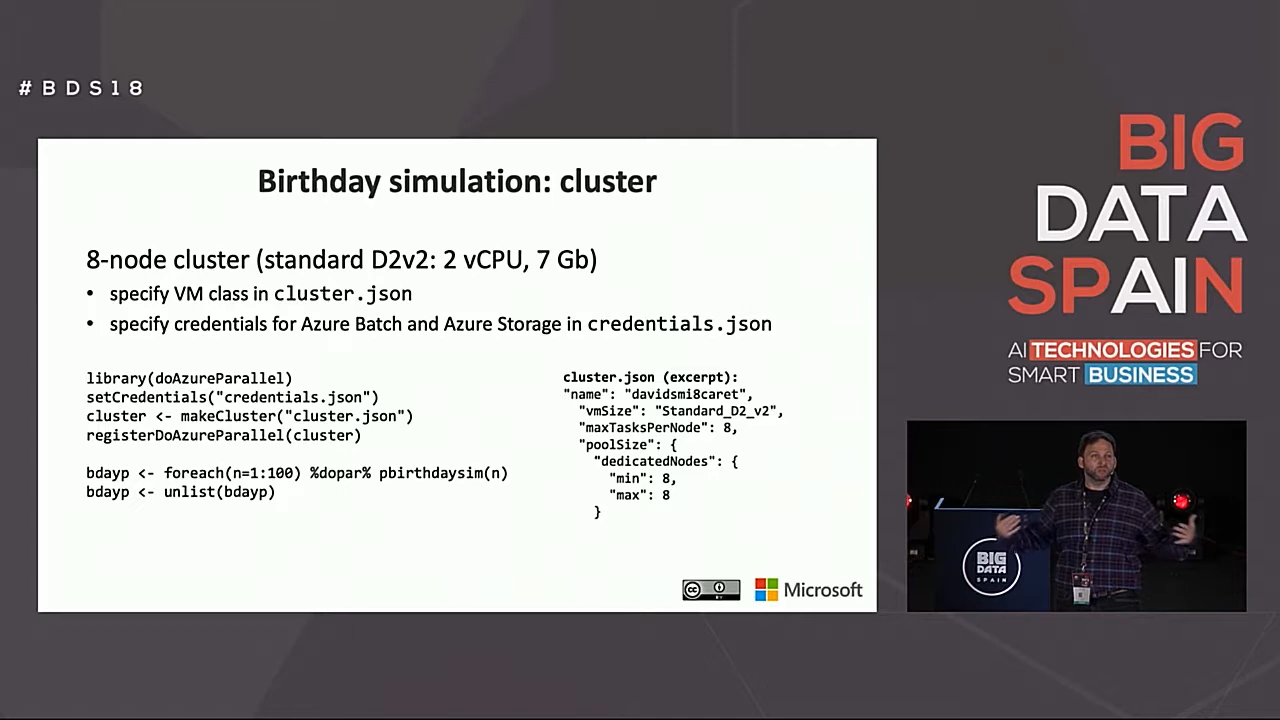 #BDS18
Birthday simulation: cluster
8-node cluster (standard D2v2: 2 vCPU, 7 Gb)
• specify VM class in cluster.json
• specify credentials for Azure Batch and Azure Storage in credentials.json
library(doAzureParallel)
setCredentials("credentials.json")
cluster <- makeCluster("cluster.json")
registerDoAzureParallel(cluster)
bdayp <- foreach(n=1:100) %dopar% pbirthdaysim(n)
bdayp <- unlist(bdayp)
cluster.json (excerpt):
"name": "davidsmi8caret",
"vmSize": "Standard_D2_v2",
"maxTasksPerNode": 8,
"poolSize": {
"dedicatedNodes": {
"min": 8,
"max": 8
}
cc BY
Microsoft
BIG
DATA
SPAIN
AI TECHNOLOGIES FOR
SMART BUSINESS
BIG
DATA
SPAIN